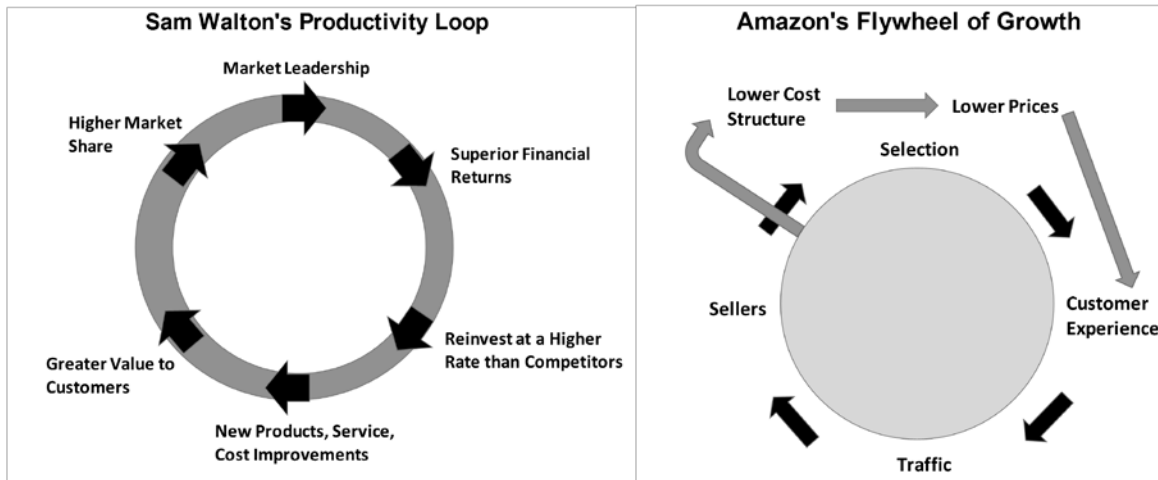 Sam Walton's Productivity Loop
Market Leadership
Higher Market
Share
Superior Financial
Returns
Reinvest at a Higher
Rate than Competitors
Greater Value to
Customers
New Products, Service,
Cost Improvements
Amazon's Flywheel of Growth
Lower Cost
Structure
Lower Prices
Selection
Sellers
Customer
Experience
Traffic